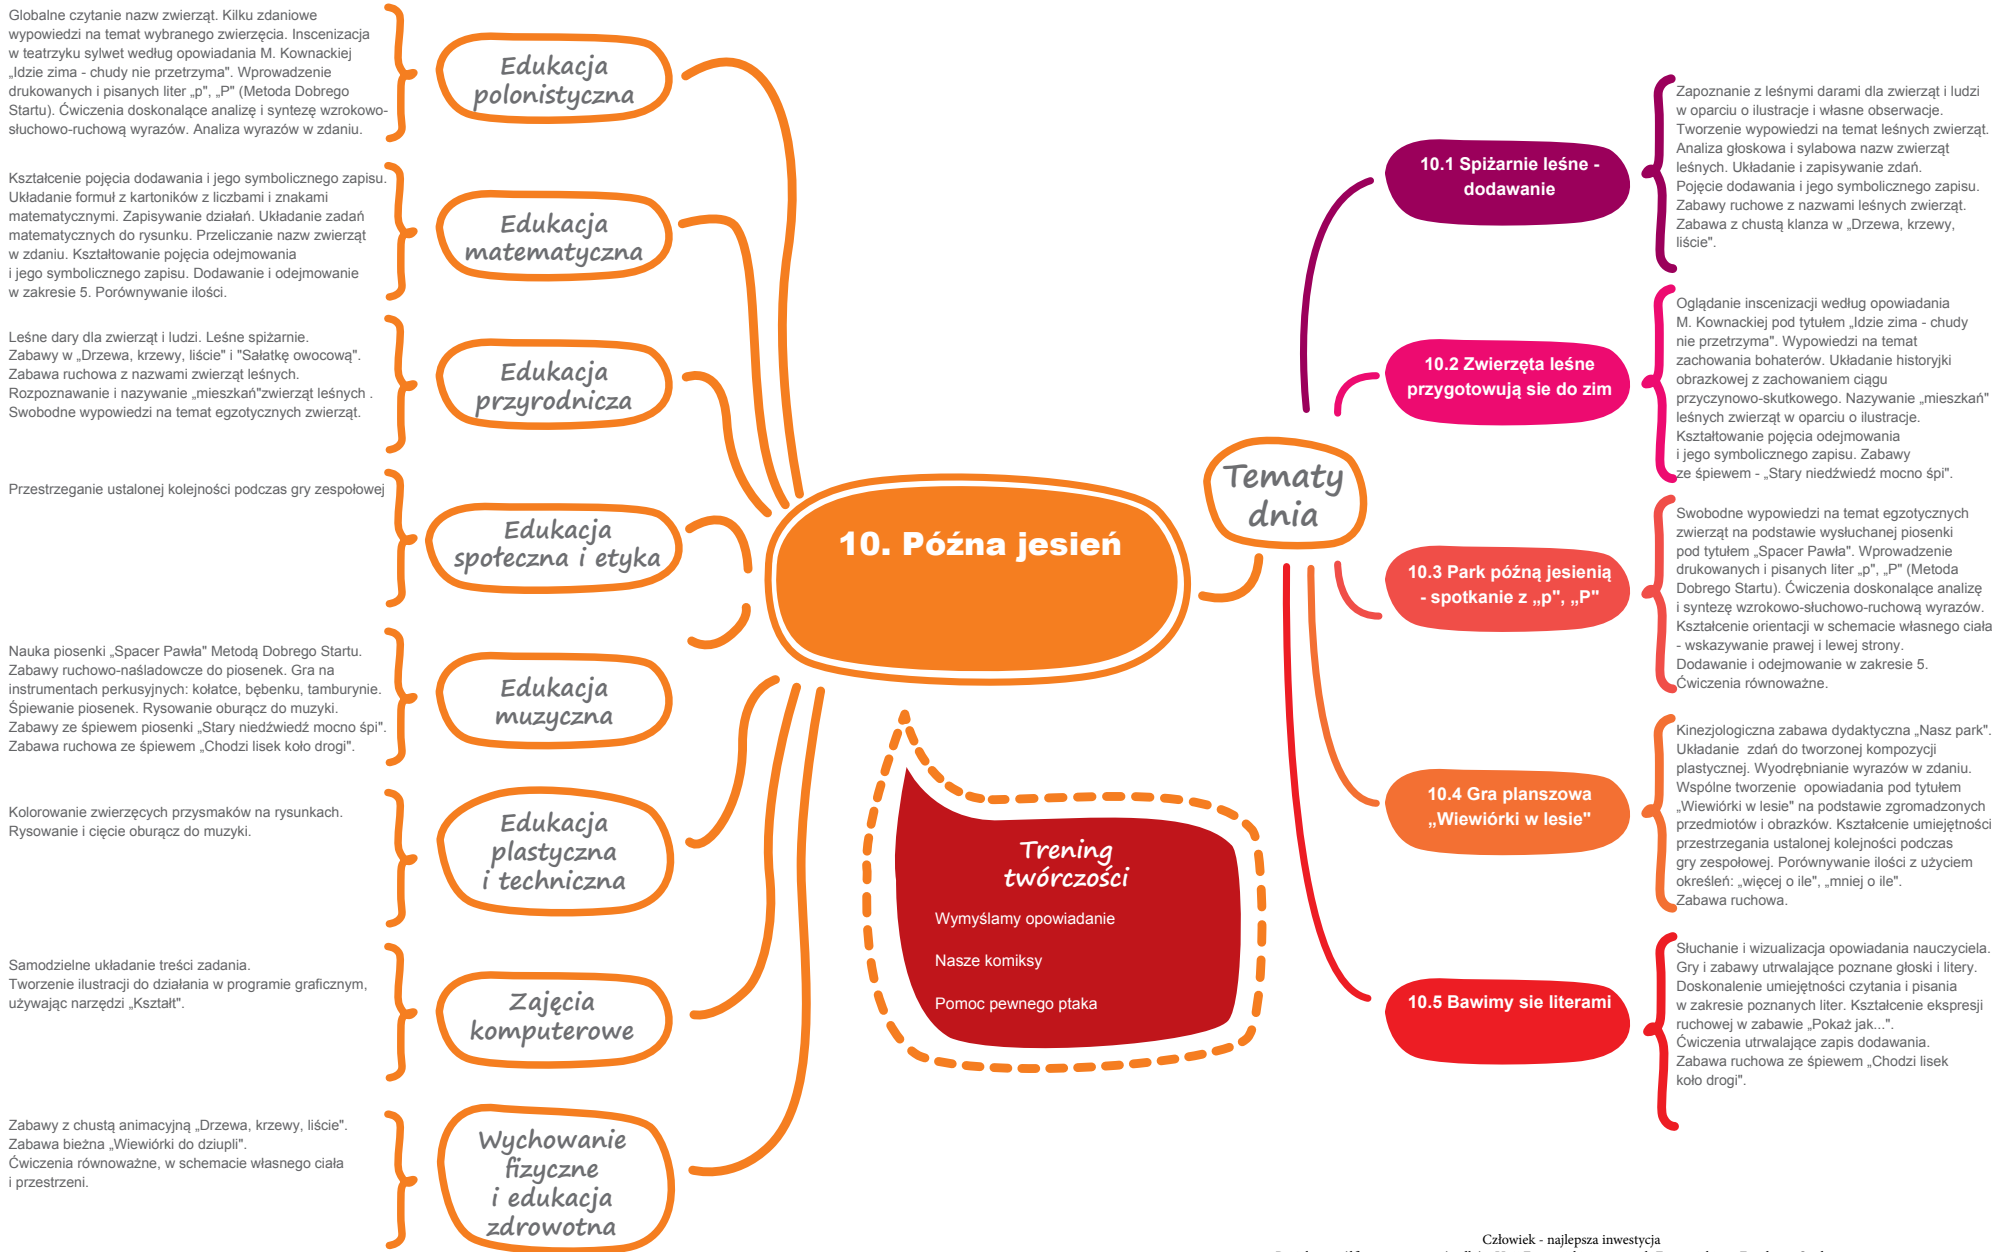 Globalne czytanie nazw zwierząt. Kilku zdaniowe
wypowiedzi na temat wybranego zwierzęcia. Inscenizacja
w teatrzyku sylwet według opowiadania M. Kownackiej
„Idzie zima - chudy nie przetrzyma". Wprowadzenie
drukowanych i pisanych liter „p", „P" (Metoda Dobrego
Startu). Ćwiczenia doskonalące analizę i syntezę wzrokowo-
słuchowo-ruchową wyrazów. Analiza wyrazów w zdaniu.
Edukacja
polonistyczna
Kształcenie pojęcia dodawania i jego symbolicznego zapisu.
Układanie formuł z kartoników z liczbami i znakami
matematycznymi. Zapisywanie działań. Układanie zadań
matematycznych do rysunku. Przeliczanie nazw zwierząt
w zdaniu. Kształtowanie pojęcia odejmowania
i jego symbolicznego zapisu. Dodawanie i odejmowanie
w zakresie 5. Porównywanie ilości.
Edukacja
matematyczna
Leśne dary dla zwierząt i ludzi. Leśne spiżarnie.
Zabawy w „Drzewa, krzewy, liście" i "Sałatkę owocową".
Zabawa ruchowa z nazwami zwierząt leśnych.
Rozpoznawanie i nazywanie „mieszkań"zwierząt leśnych .
Swobodne wypowiedzi na temat egzotycznych zwierząt.
Edukacja
przyrodnicza
Przestrzeganie ustalonej kolejności podczas gry zespołowej
Edukacja
społeczna i etyka
Nauka piosenki „Spacer Pawła" Metodą Dobrego Startu.
Zabawy ruchowo-naśladowcze do piosenek. Gra na
instrumentach perkusyjnych: kołatce, bębenku, tamburynie.
Śpiewanie piosenek. Rysowanie oburącz do muzyki.
Zabawy ze śpiewem piosenki „Stary niedźwiedź mocno śpi".
Zabawa ruchowa ze śpiewem „Chodzi lisek koło drogi".
Edukacja
muzyczna
Kolorowanie zwierzęcych przysmaków na rysunkach.
Rysowanie i cięcie oburącz do muzyki.
Edukacja
plastyczna
i techniczna
Samodzielne układanie treści zadania.
Tworzenie ilustracji do działania w programie graficznym,
używając narzędzi „Kształt".
Zajęcia
komputerowe
Zabawy z chustą animacyjną „Drzewa, krzewy, liście".
Zabawa bieżna „Wiewiórki do dziupli".
Ćwiczenia równoważne, w schemacie własnego ciała
i przestrzeni.
Wychowanie
fizyczne
i edukacja
zdrowotna
10. Późna jesień
Trening
twórczości
Wymyślamy opowiadanie
Nasze komiksy
Pomoc pewnego ptaka
Tematy
dnia
10.1 Spiżarnie leśne -
dodawanie
Zapoznanie z leśnymi darami dla zwierząt i ludzi
w oparciu o ilustracje i własne obserwacje.
Tworzenie wypowiedzi na temat leśnych zwierząt.
Analiza głoskowa i sylabowa nazw zwierząt
leśnych. Układanie i zapisywanie zdań.
Pojęcie dodawania i jego symbolicznego zapisu.
Zabawy ruchowe z nazwami leśnych zwierząt.
Zabawa z chustą klanza w „Drzewa, krzewy,
liście".
10.2 Zwierzęta leśne
przygotowują sie do zim
Oglądanie inscenizacji według opowiadania
M. Kownackiej pod tytułem „Idzie zima - chudy
nie przetrzyma". Wypowiedzi na temat
zachowania bohaterów. Układanie historyjki
obrazkowej z zachowaniem ciągu
przyczynowo-skutkowego. Nazywanie „mieszkań"
leśnych zwierząt w oparciu o ilustracje.
Kształtowanie pojęcia odejmowania
i jego symbolicznego zapisu. Zabawy
ze śpiewem - „Stary niedźwiedź mocno śpi".
10.3 Park późną jesienią
- spotkanie z „p", „P"
Swobodne wypowiedzi na temat egzotycznych
zwierząt na podstawie wysłuchanej piosenki
pod tytułem „Spacer Pawła". Wprowadzenie
drukowanych i pisanych liter „p", „P" (Metoda
Dobrego Startu). Ćwiczenia doskonalące analizę
i syntezę wzrokowo-słuchowo-ruchową wyrazów.
Kształcenie orientacji w schemacie własnego ciała
- wskazywanie prawej i lewej strony.
Dodawanie i odejmowanie w zakresie 5.
Ćwiczenia równoważne.
10.4 Gra planszowa
„Wiewiórki w lesie"
Kinezjologiczna zabawa dydaktyczna „Nasz park".
Układanie zdań do tworzonej kompozycji
plastycznej. Wyodrębnianie wyrazów w zdaniu.
Wspólne tworzenie opowiadania pod tytułem
„Wiewiórki w lesie" na podstawie zgromadzonych
przedmiotów i obrazków. Kształcenie umiejętności
przestrzegania ustalonej kolejności podczas
gry zespołowej. Porównywanie ilości z użyciem
określeń: „więcej o ile", „mniej o ile".
Zabawa ruchowa.
10.5 Bawimy sie literami
Słuchanie i wizualizacja opowiadania nauczyciela.
Gry i zabawy utrwalające poznane głoski i litery.
Doskonalenie umiejętności czytania i pisania
w zakresie poznanych liter. Kształcenie ekspresji
ruchowej w zabawie „Pokaż jak...".
Ćwiczenia utrwalające zapis dodawania.
Zabawa ruchowa ze śpiewem „Chodzi lisek
koło drogi".
Człowiek - najlepsza inwestycja